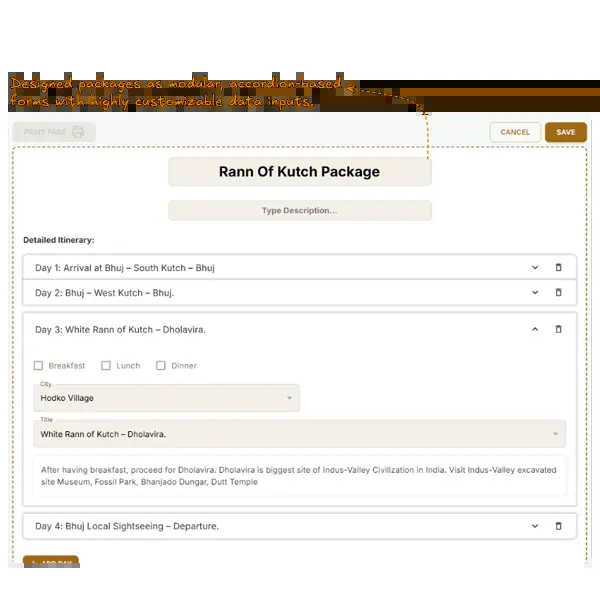 Designed packages as modular, accordion-based
forms with highly customizable data inputs.
PRINT PAGE
CANCEL
SAVE
Rann Of Kutch Package
Type Description...
Detailed Itinerary:
Day 1: Arrival at Bhuj – South Kutch – Bhuj
Day 2: Bhuj – West Kutch – Bhuj.
Day 3: White Rann of Kutch – Dholavira.
Breakfast
Lunch
Dinner
City
Hodko Village
Title
White Rann of Kutch – Dholavira.
After having breakfast, proceed for Dholavira. Dholavira is biggest site of Indus-Valley Civilization in India. Visit Indus-Valley excavated
site Museum, Fossil Park, Bhanjado Dungar, Dutt Temple
Day 4: Bhuj Local Sightseeing – Departure.
+ ADD DAY